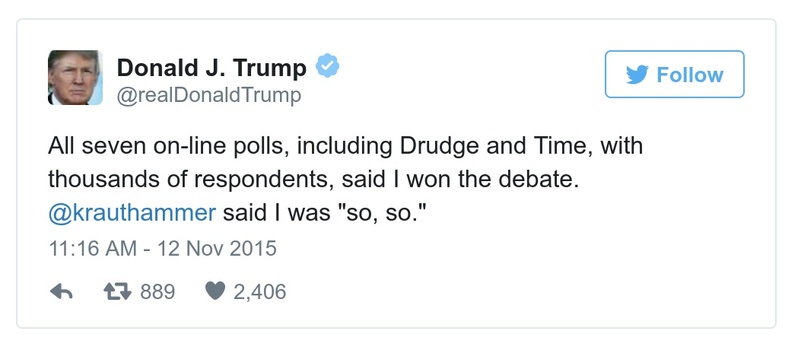 Donald J. Trump
@realDonaldTrump
Follow
All seven on-line polls, including Drudge and Time, with
thousands of respondents, said I won the debate.
@krauthammer said I was "so, so."
11:16 AM - 12 Nov 2015
889 2,406